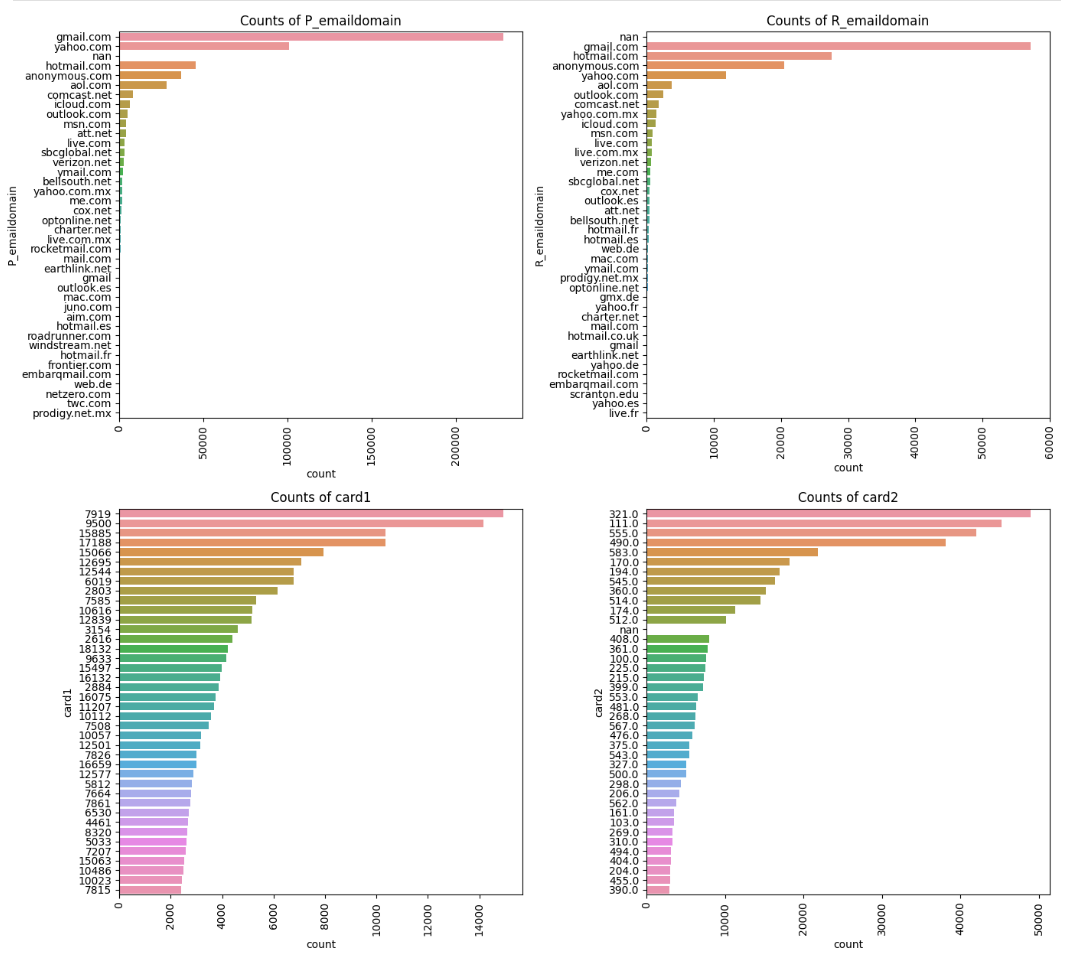 Counts of P_emaildomain
P_emaildomain
gmail.com
yahoo.com
nan
hotmail.com
anonymous.com
aol.com
comcast.net
icloud.com
outlook.com
msn.com
att.net
live.com
sbcglobal.net
verizon.net
ymail.com
bellsouth.net
yahoo.com.mx
me.com
cox.net
optonline.net
charter.net
live.com.mx
rocketmail.com
mail.com
earthlink.net
gmail
outlook.es
mac.com
juno.com
aim.com
hotmail.es
roadrunner.com
windstream.net
hotmail.fr
frontier.com
embarqmail.com
web.de
netzero.com
twc.com
prodigy.net.mx
0
50000
100000
150000
200000
count
Counts of R_emaildomain
R_emaildomain
nan
gmail.com
hotmail.com
anonymous.com
yahoo.com
aol.com
outlook.com
comcast.net
yahoo.com.mx
icloud.com
msn.com
live.com
live.com.mx
verizon.net
me.com
sbcglobal.net
cox.net
outlook.es
att.net
bellsouth.net
hotmail.fr
hotmail.es
web.de
mac.com
ymail.com
prodigy.net.mx
optonline.net
gmx.de
yahoo.fr
charter.net
mail.com
hotmail.co.uk
gmail
earthlink.net
yahoo.de
rocketmail.com
embarqmail.com
scranton.edu
yahoo.es
live.fr
0
10000
20000
30000
40000
50000
60000
count
Counts of card1
card1
7919
9500
15885
17188
15066
12695
12544
6019
2803
7585
10616
12839
3154
2616
18132
9633
15497
16132
2884
16075
11207
10112
7508
10057
12501
7826
16659
12577
5812
7664
7861
6530
4461
8320
5033
7207
15063
10486
10023
7815
0
2000
4000
6000
8000
10000
12000
14000
count
Counts of card2
card2
321.0
111.0
555.0
490.0
583.0
170.0
194.0
545.0
360.0
514.0
174.0
512.0
nan
408.0
361.0
100.0
225.0
215.0
399.0
553.0
481.0
268.0
567.0
476.0
375.0
543.0
327.0
500.0
298.0
206.0
562.0
161.0
103.0
269.0
310.0
494.0
404.0
204.0
455.0
390.0
0
10000
20000
30000
40000
50000
count